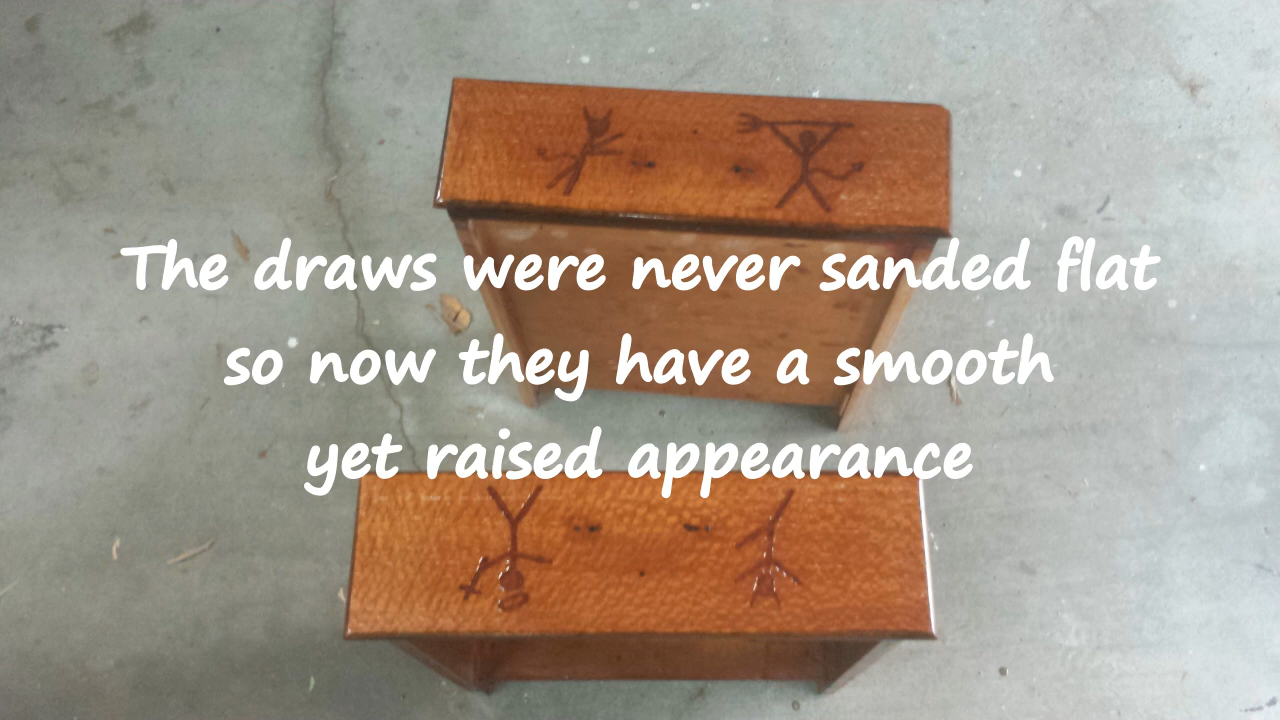 The draws were never sanded flat
so now they have a smooth
yet raised appearance